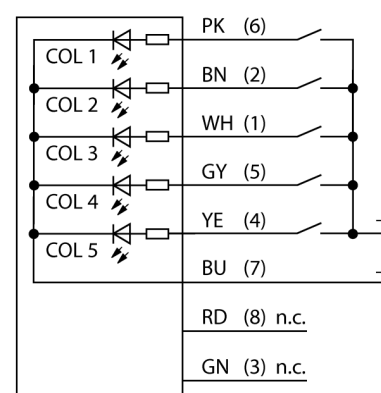 PK (6)
COL 1
BN (2)
COL 2
WH (1)
COL 3
GY (5)
COL 4
YE (4)
COL 5
BU (7)
RD (8) n.c.
GN (3) n.c.